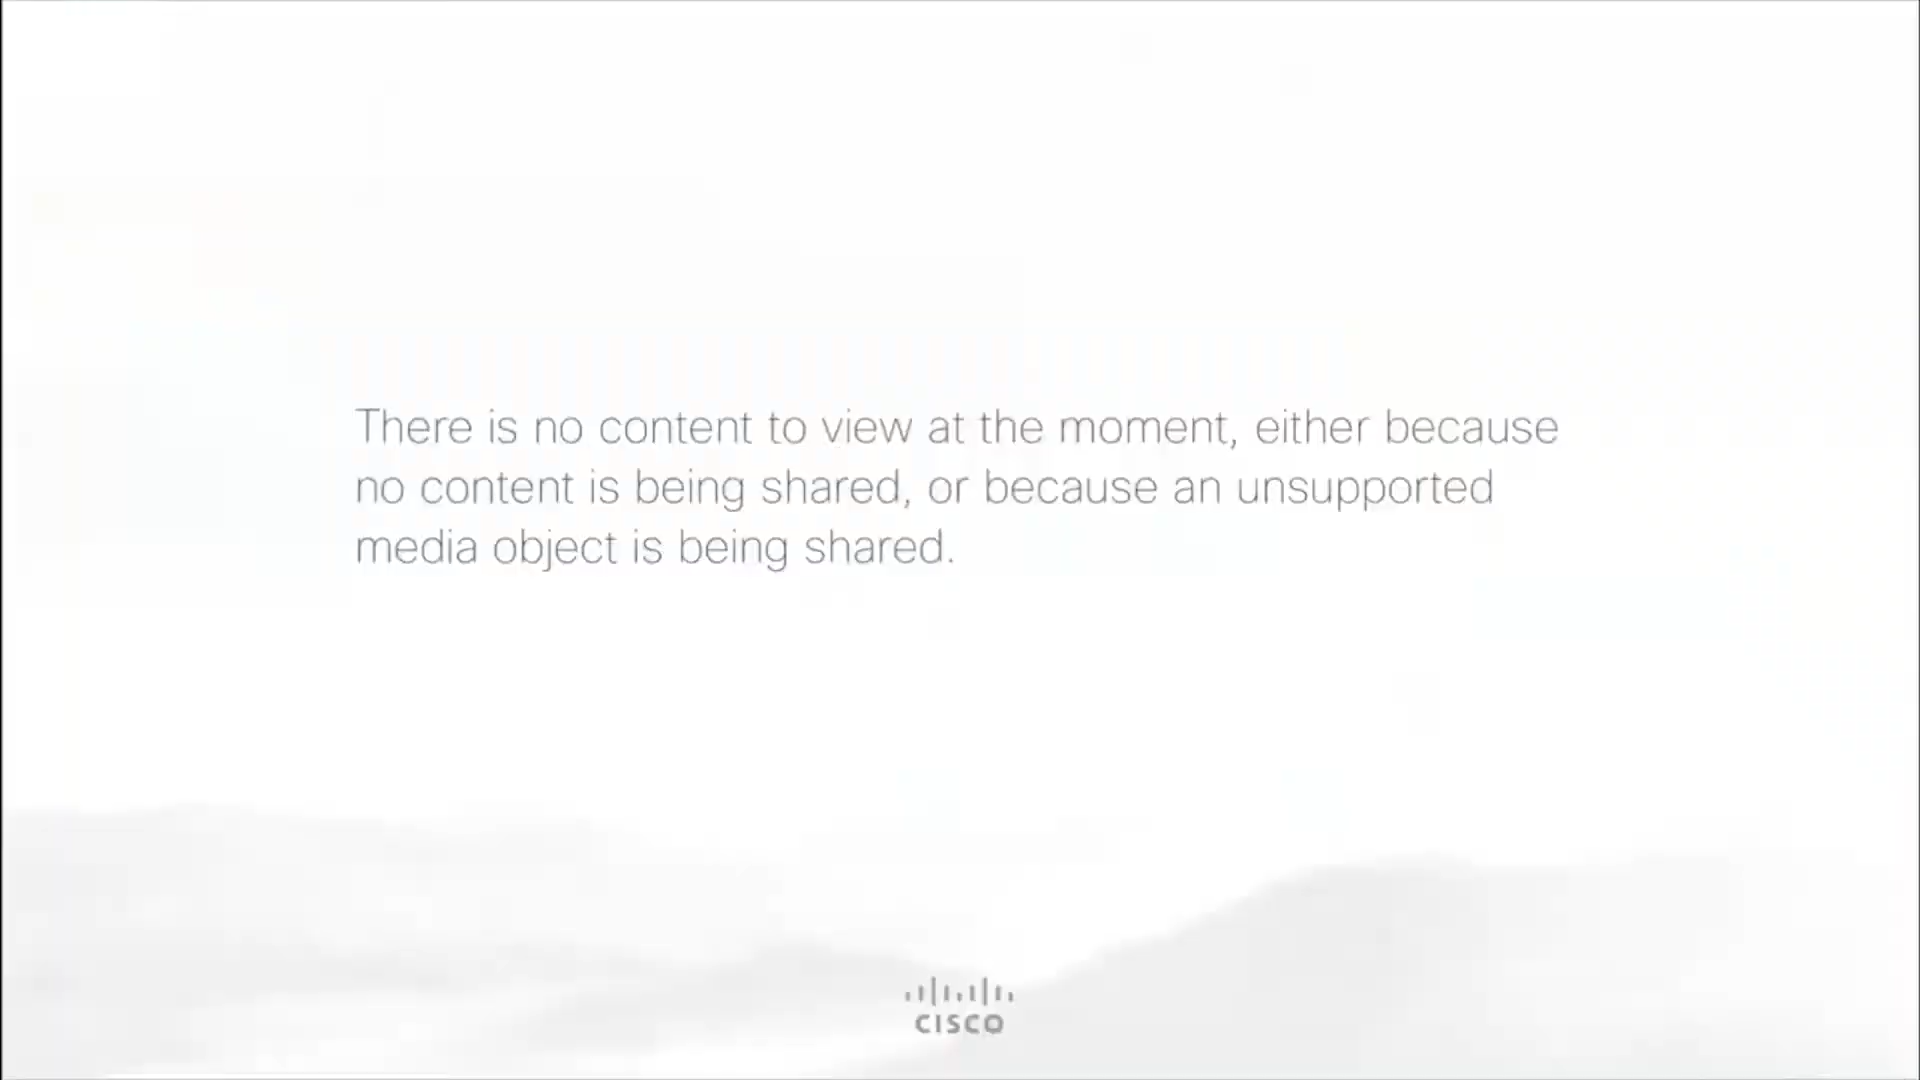 There is no content to view at the moment, either because
no content is being shared, or because an unsupported
media object is being shared.
CISCO